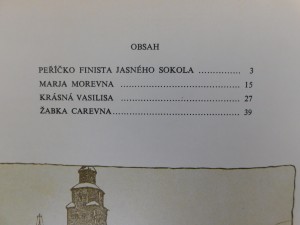 OBSAH
PEŘÍČKO FINISTA JASNÉHO SOKOLA .............. 3
MARJA MOREVNA .............................. 15
KRÁSNÁ VASILISA ............................ 27
ŽABKA CAREVNA .............................. 39